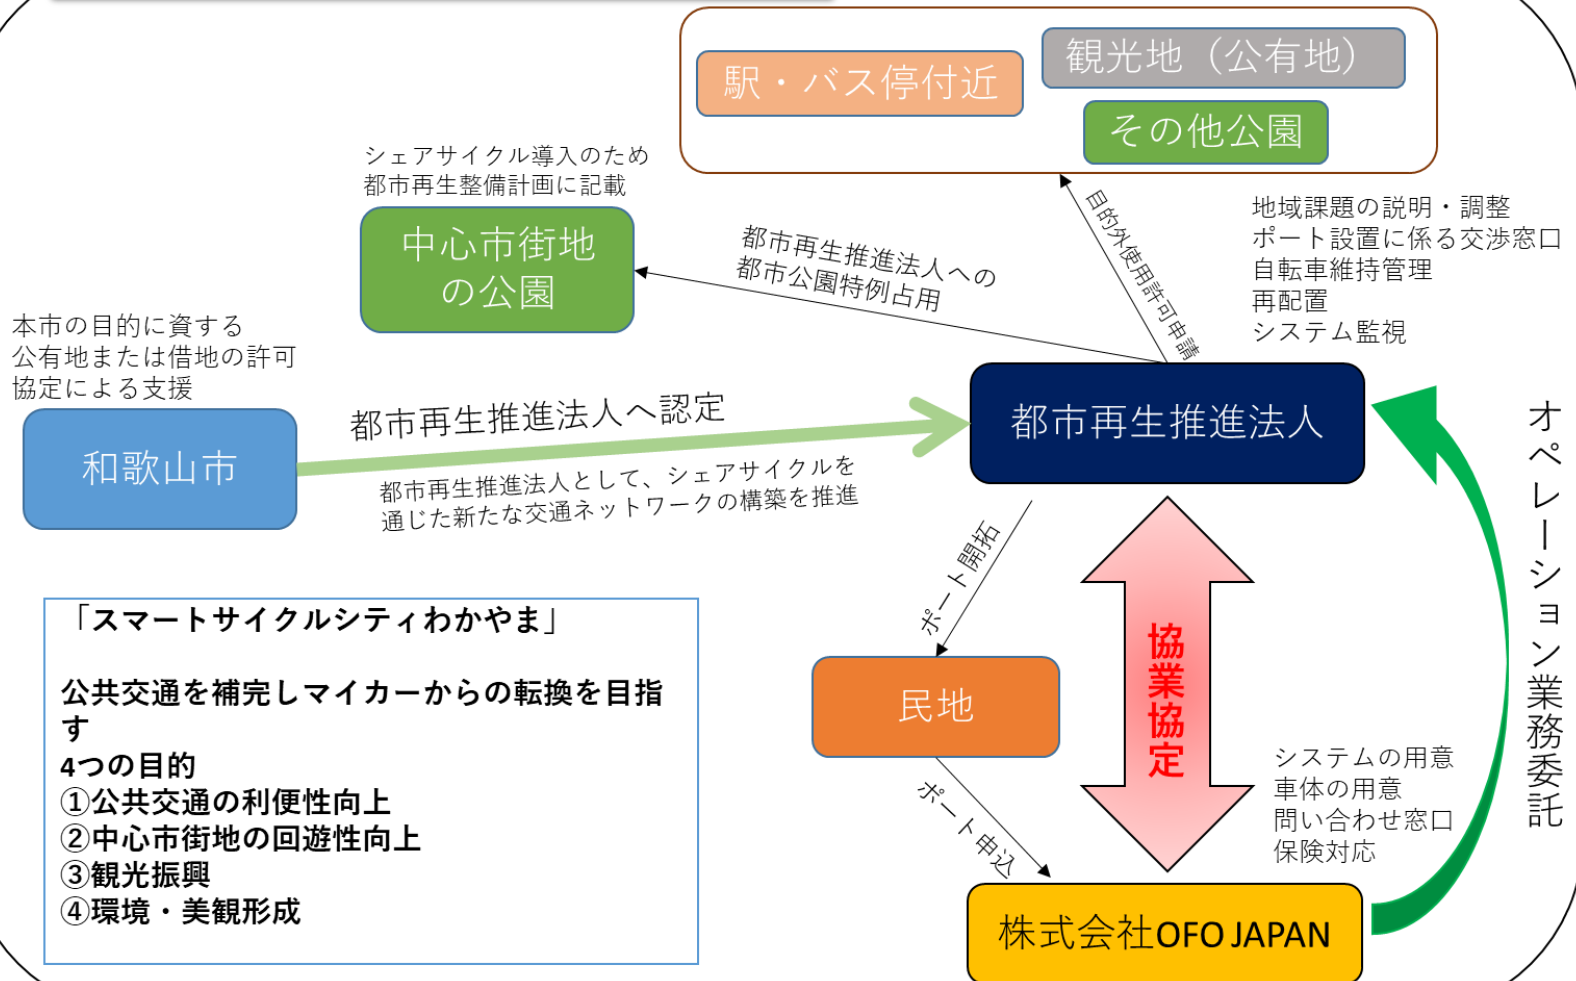 駅・バス停付近
観光地（公有地）
その他公園
シェアサイクル導入のため
都市再生整備計画に記載
中心市街地
の公園
都市再生推進法人への
都市公園特例占用
目的外使用許可申請
地域課題の説明・調整
ポート設置に係る交渉窓口
自転車維持管理
再配置
システム監視
本市の目的に資する
公有地または借地の許可
協定による支援
和歌山市
都市再生推進法人へ認定
都市再生推進法人として、シェアサイクルを
通じた新たな交通ネットワークの構築を推進
都市再生推進法人
オペレーション業務委託
ポート開拓
民地
ポート申込
協業協定
システムの用意
車体の用意
問い合わせ窓口
保険対応
株式会社OFO JAPAN
「スマートサイクルシティわかやま」
公共交通を補完しマイカーからの転換を目指
す
4つの目的
①公共交通の利便性向上
②中心市街地の回遊性向上
③観光振興
④環境・美観形成